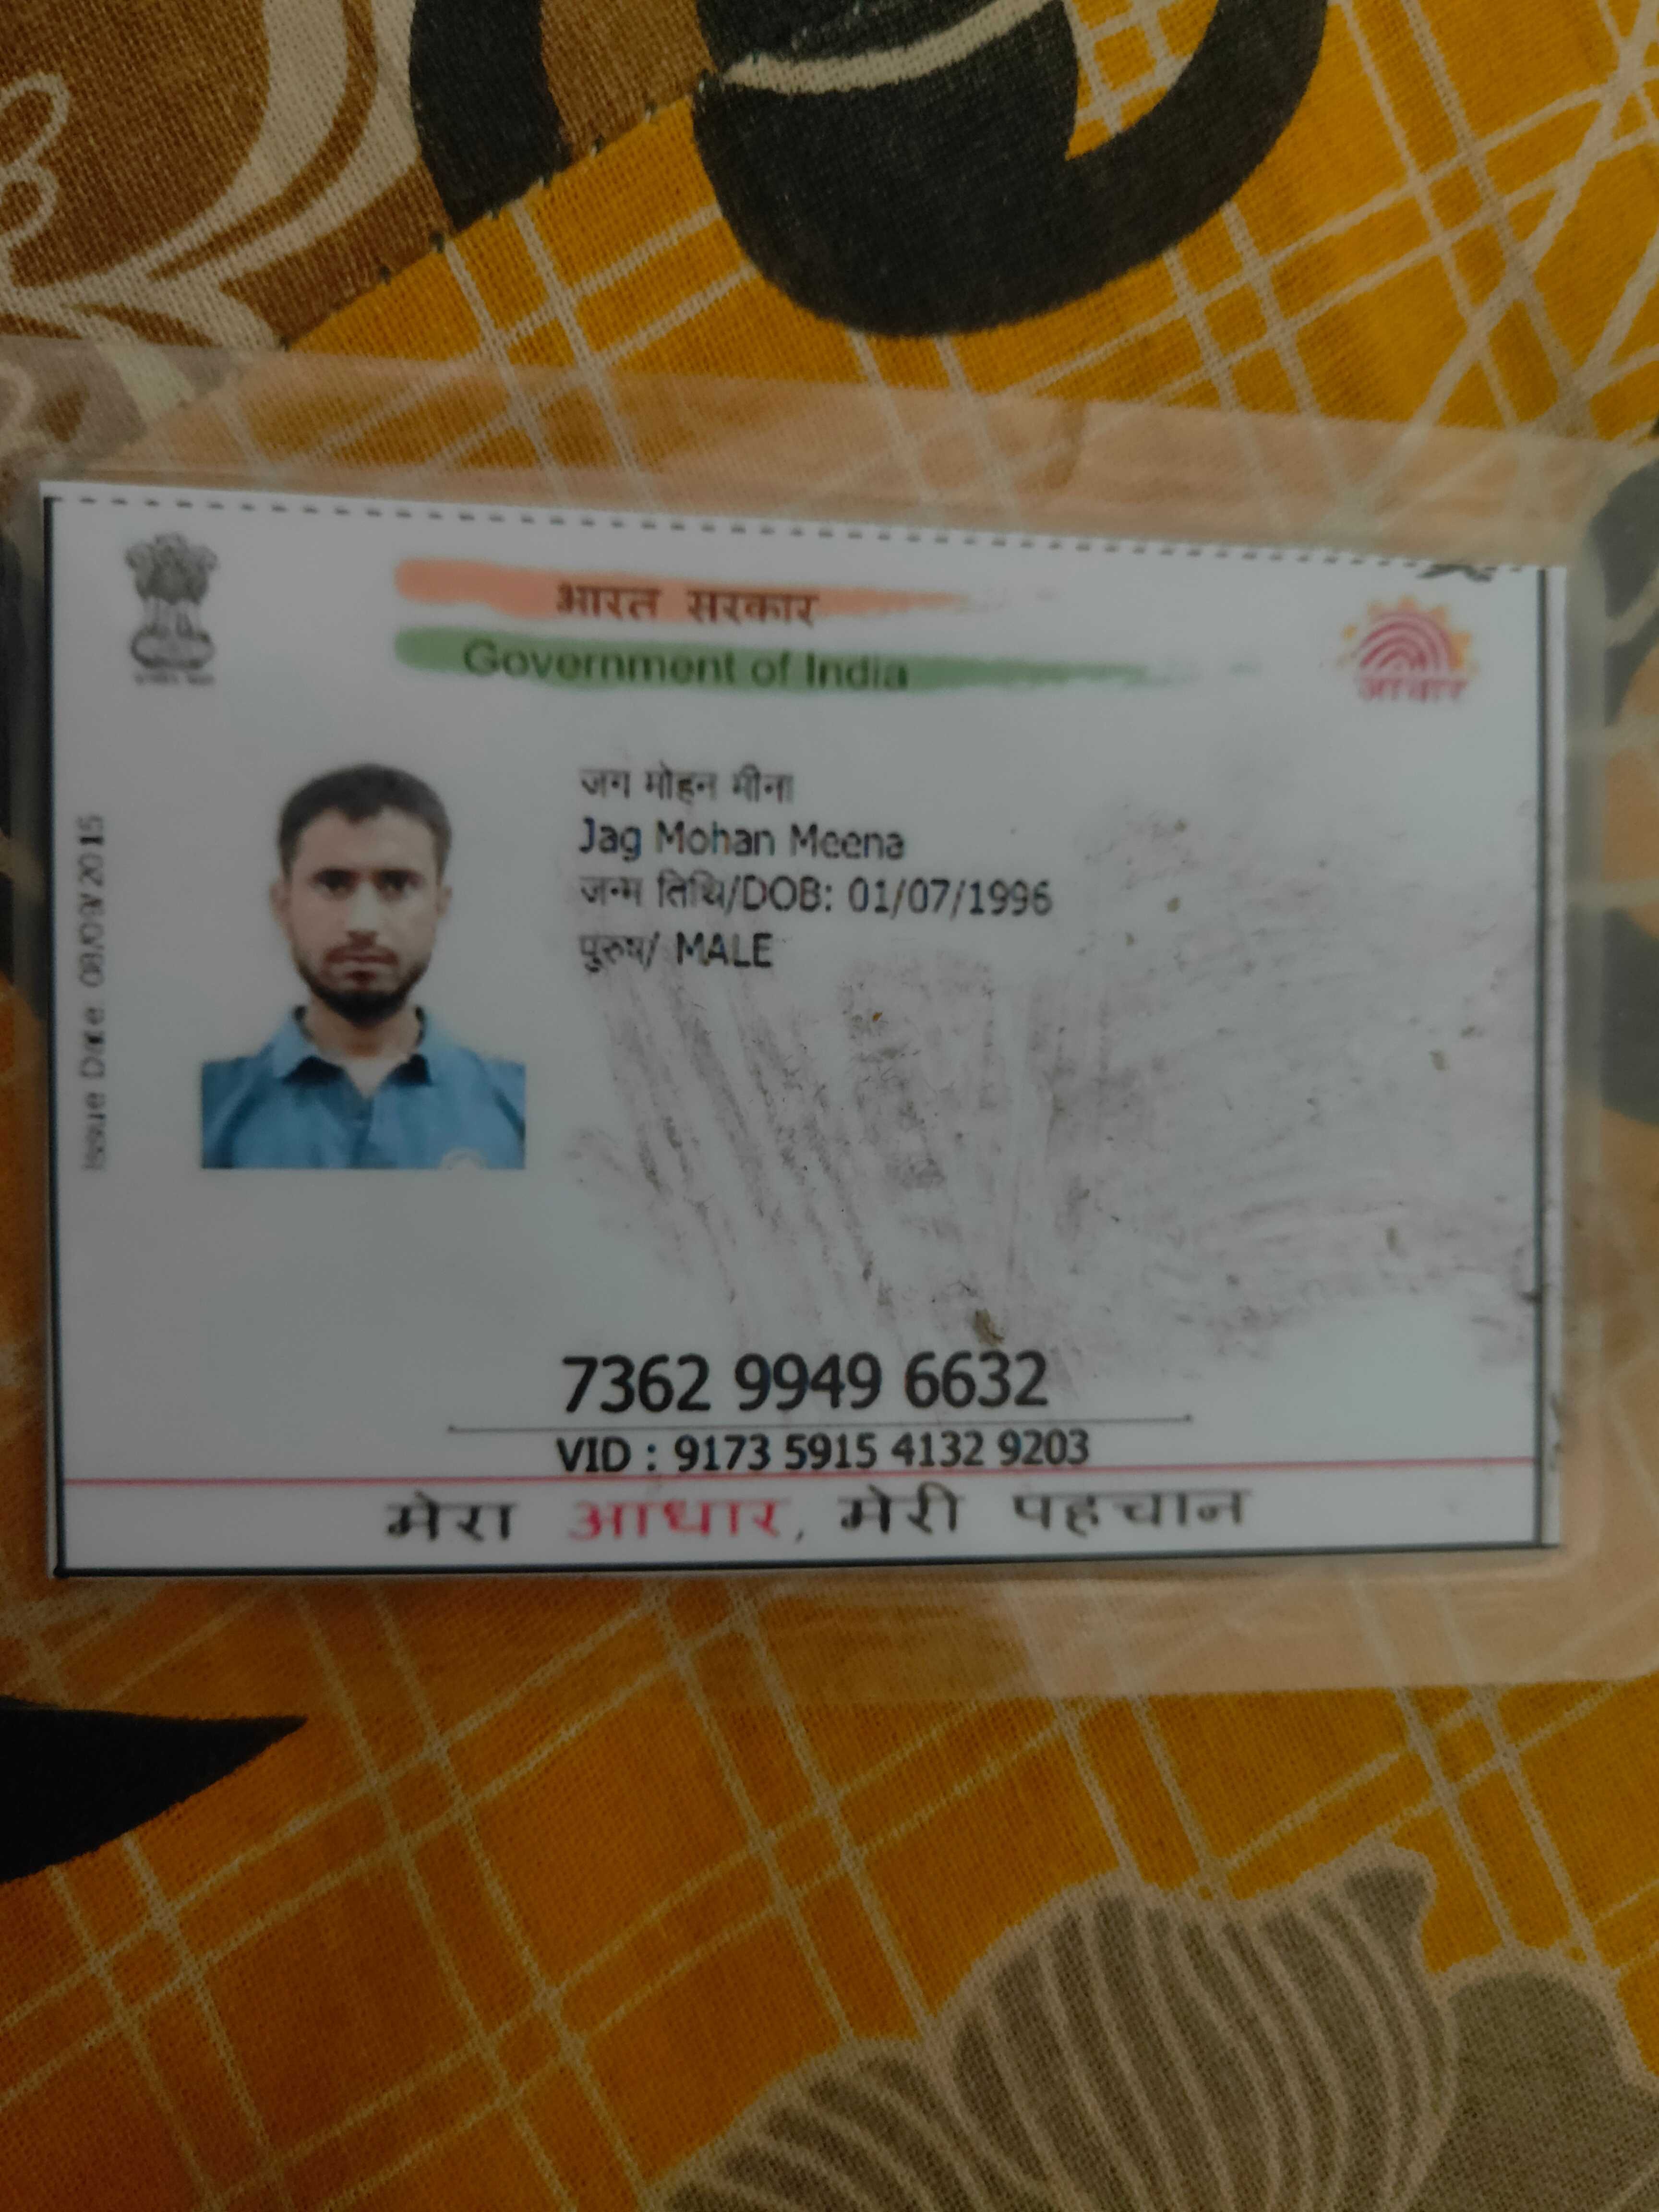 भारत सरकार
Government of India
आधार
Issue Date: 08/09/2015
जग मोहन मीना
Jag Mohan Meena
जन्म तिथि/DOB: 01/07/1996
पुरुष/ MALE
7362 9949 6632
VID : 9173 5915 4132 9203
मेरा आधार, मेरी पहचान